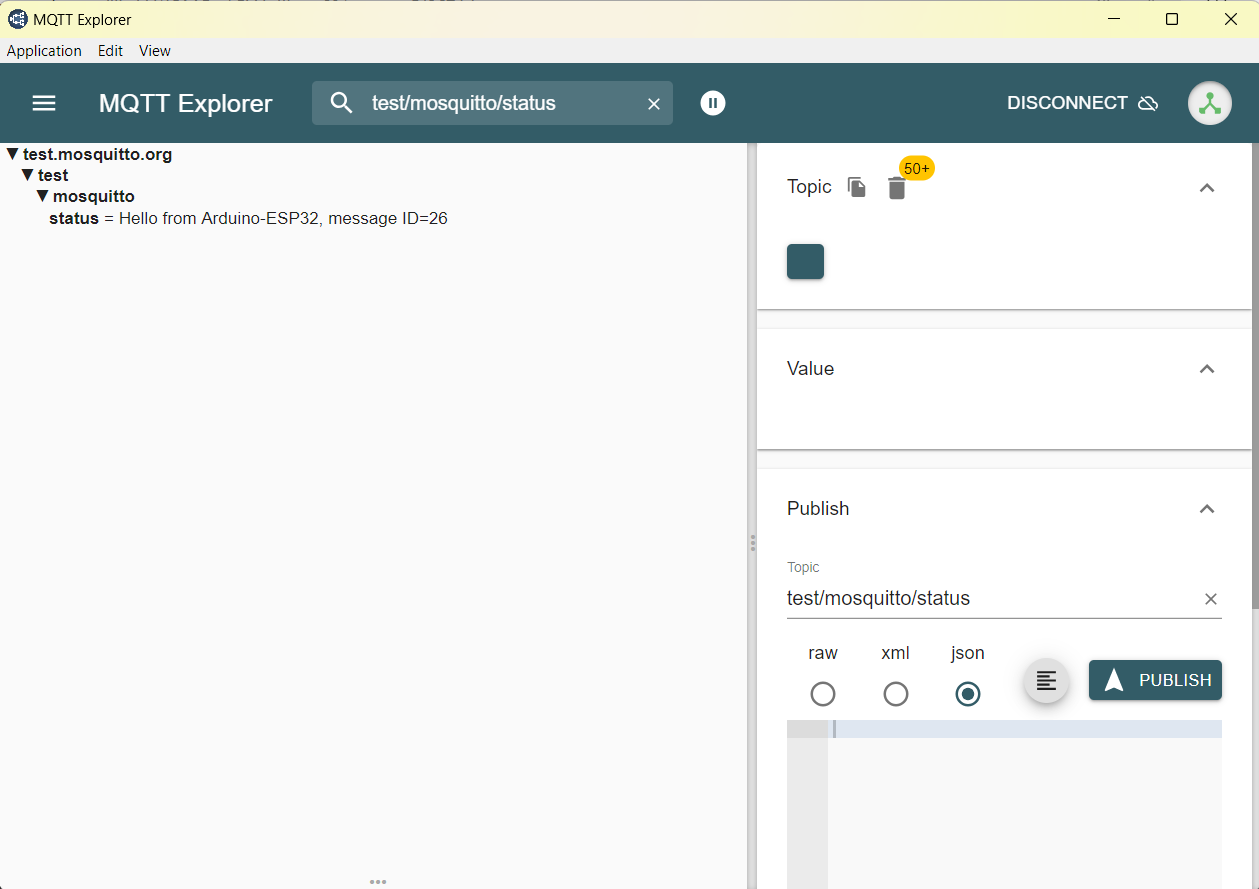 MQTT Explorer
Application Edit View
MQTT Explorer test/mosquitto/status DISCONNECT
▼ test.mosquitto.org
▼ test
▼ mosquitto
status = Hello from Arduino-ESP32, message ID=26
Topic 50+
Value
Publish
Topic
test/mosquitto/status
raw xml json
PUBLISH